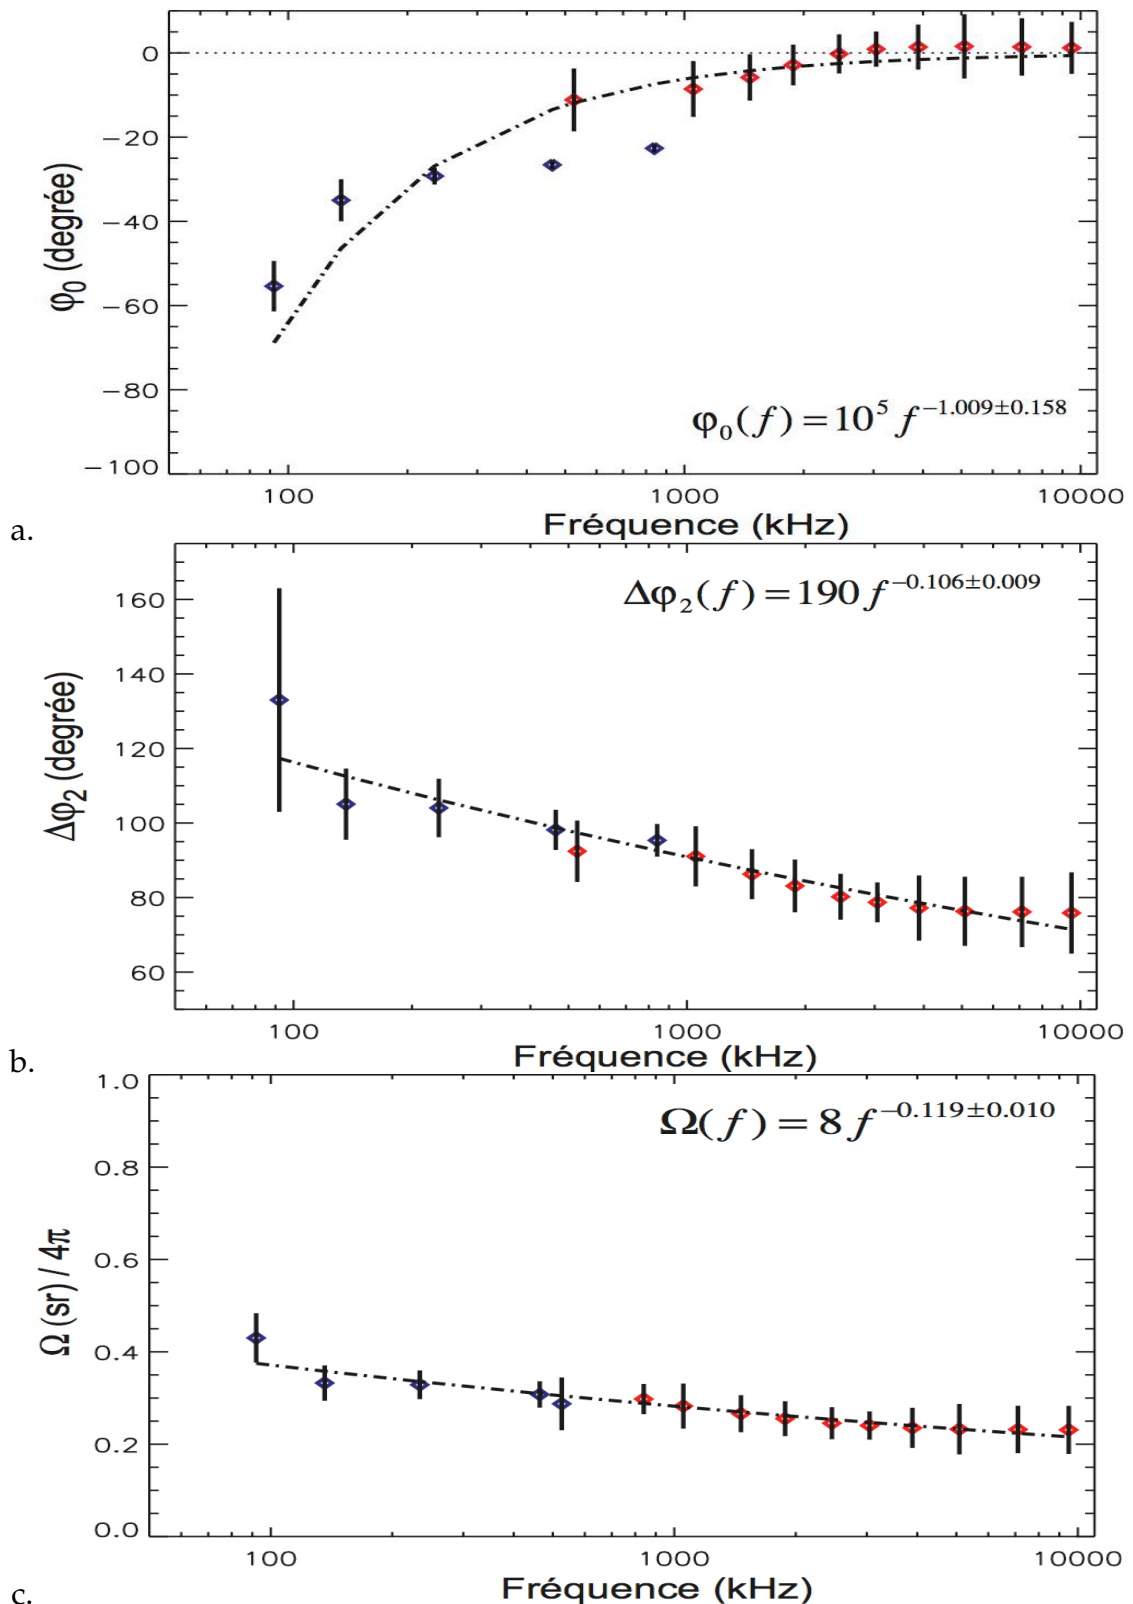 0
−20
−40
−60
−80
−100
φ₀ (degrée)
φ₀(f) = 10⁵ f⁻¹·⁰⁰⁹±⁰·¹⁵⁸
100 1000 10000
Fréquence (kHz)
a.
160
140
120
100
80
60
Δφ₂ (degrée)
Δφ₂(f) = 190 f⁻⁰·¹⁰⁶±⁰·⁰⁰⁹
100 1000 10000
Fréquence (kHz)
b.
1.0
0.8
0.6
0.4
0.2
0.0
Ω (sr) / 4π
Ω(f) = 8 f⁻⁰·¹¹⁹±⁰·⁰¹⁰
100 1000 10000
Fréquence (kHz)
c.